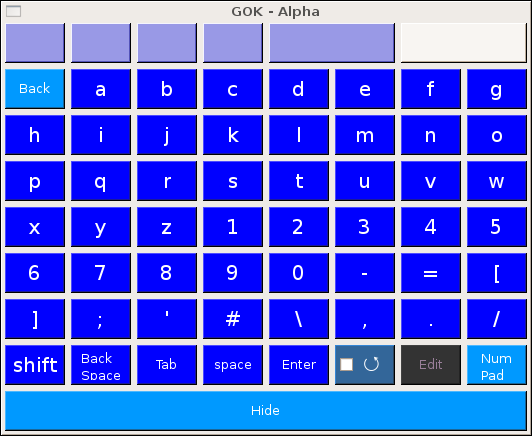 GOK - Alpha
Back a b c d e f g
h i j k l m n o
p q r s t u v w
x y z 1 2 3 4 5
6 7 8 9 0 - = [
] ; ' # \ , . /
shift Back Space Tab space Enter Edit Num Pad
Hide